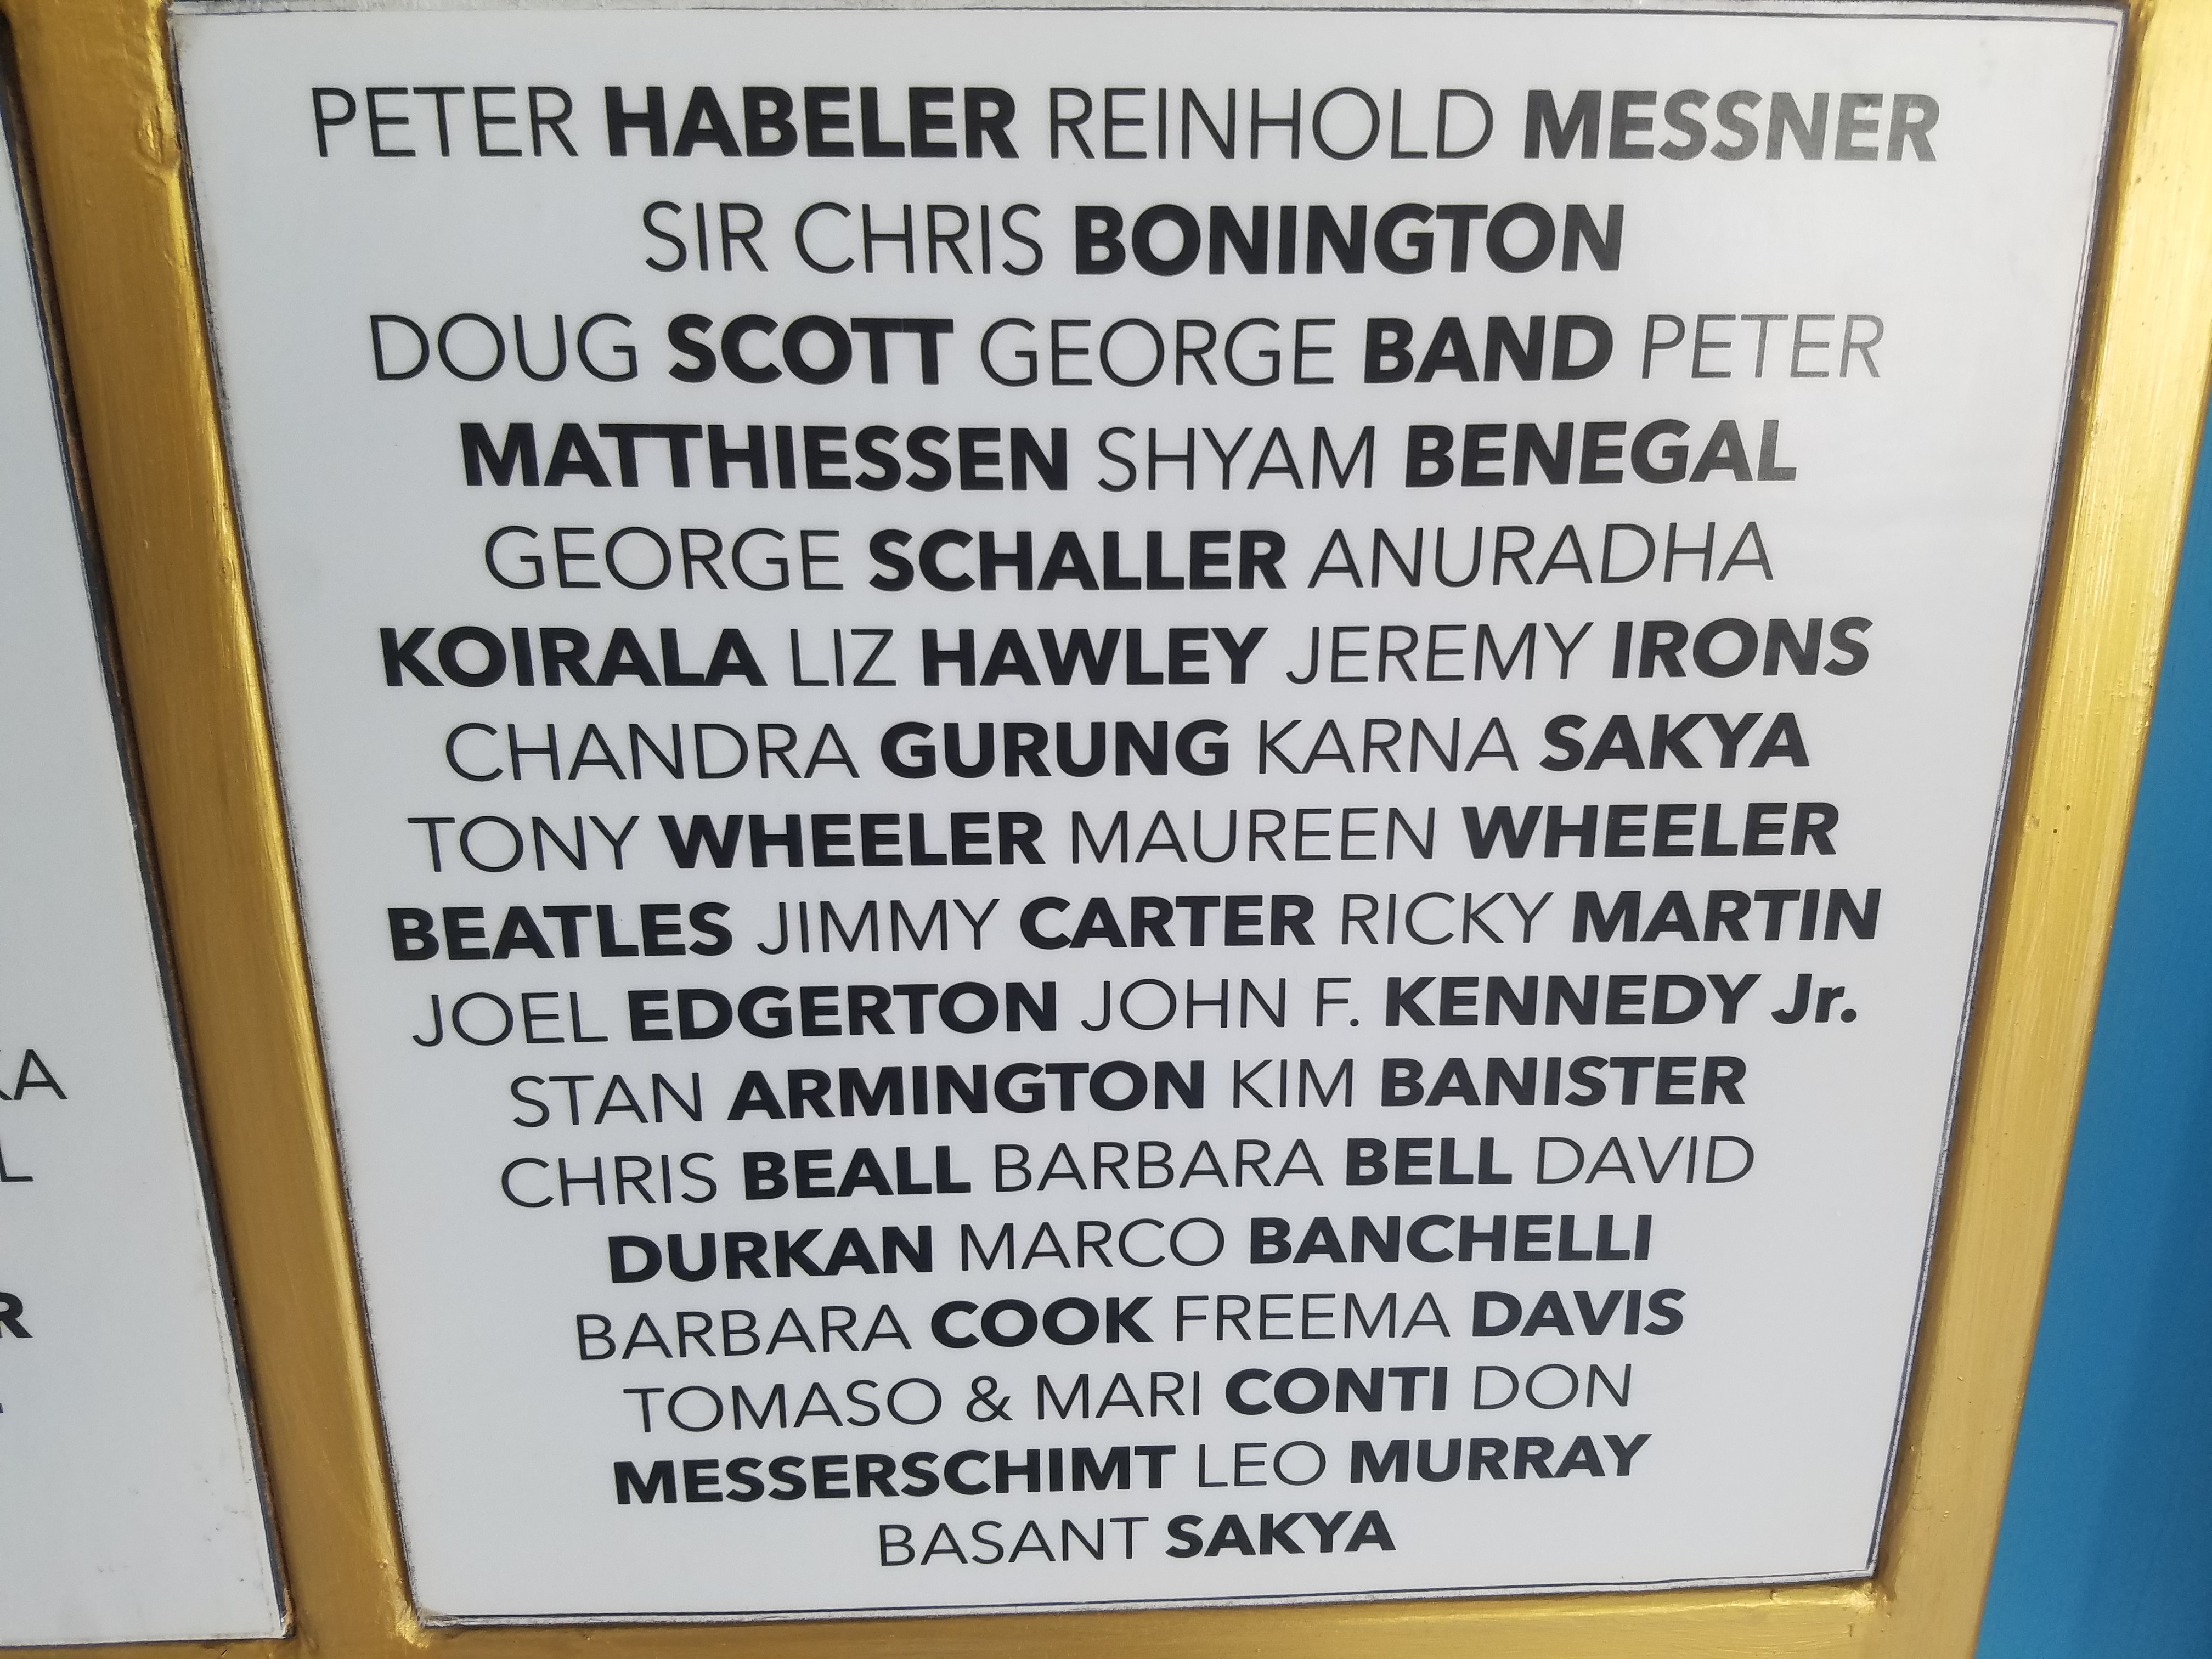 PETER HABELER REINHOLD MESSNER
SIR CHRIS BONINGTON
DOUG SCOTT GEORGE BAND PETER
MATTHIESSEN SHYAM BENEGAL
GEORGE SCHALLER ANURADHA
KOIRALA LIZ HAWLEY JEREMY IRONS
CHANDRA GURUNG KARNA SAKYA
TONY WHEELER MAUREEN WHEELER
BEATLES JIMMY CARTER RICKY MARTIN
JOEL EDGERTON JOHN F. KENNEDY Jr.
STAN ARMINGTON KIM BANISTER
CHRIS BEALL BARBARA BELL DAVID
DURKAN MARCO BANCHELLI
BARBARA COOK FREEMA DAVIS
TOMASO & MARI CONTI DON
MESSERSCHIMT LEO MURRAY
BASANT SAKYA